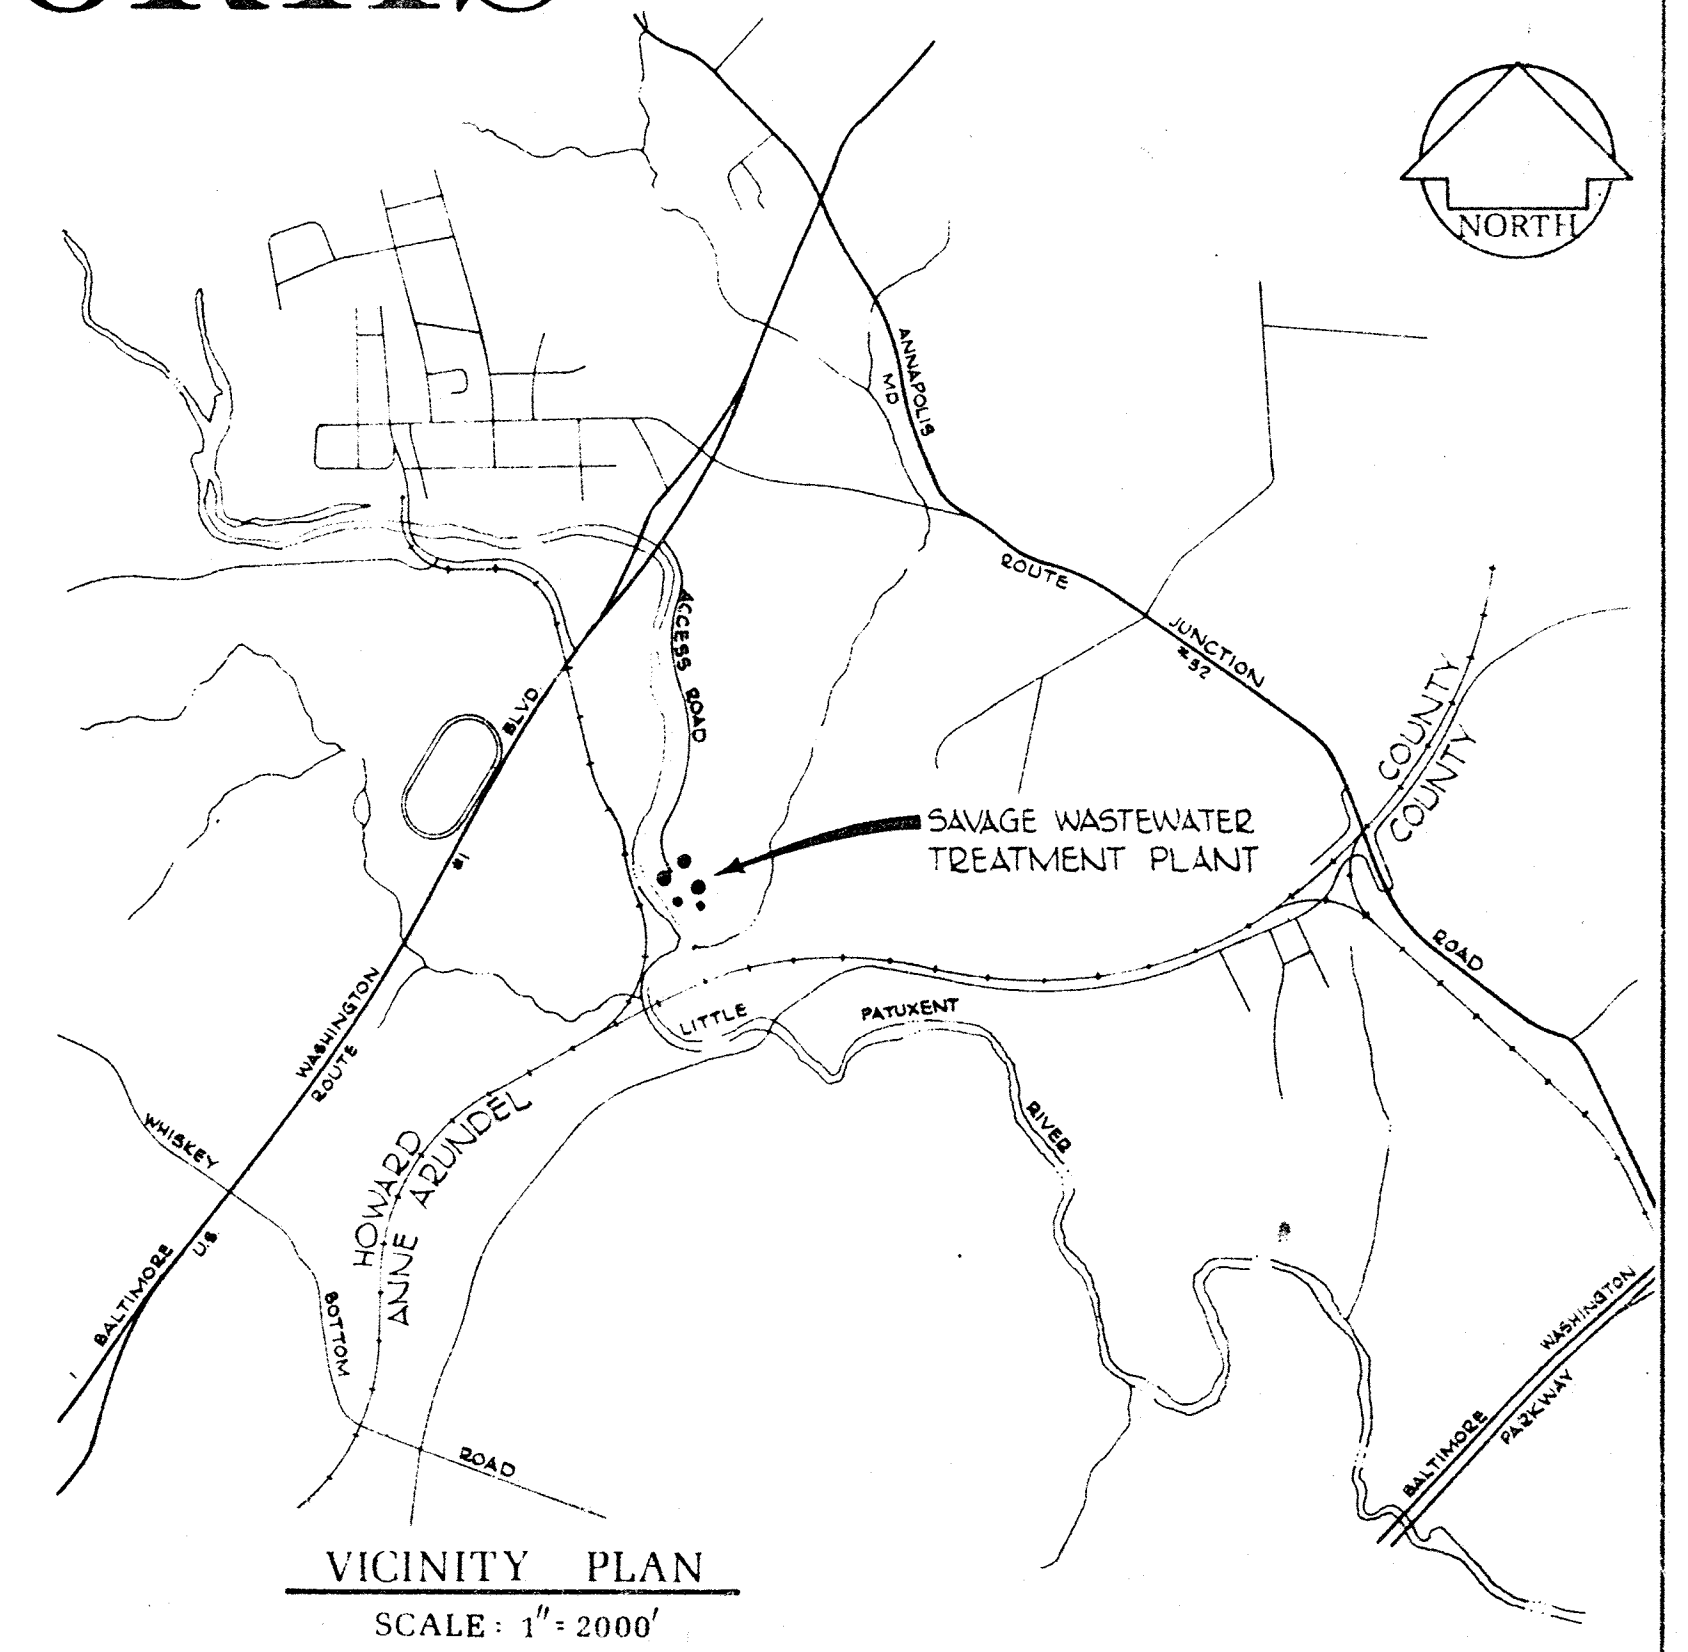 NORTH
ANNAPOLIS
MD
ROUTE
JUNCTION
#32
COUNTY
COUNTY
ACCESS ROAD
BLVD.
#1
SAVAGE WASTEWATER
TREATMENT PLANT
ROAD
LITTLE
PATUXENT
RIVER
WASHINGTON
ROUTE
WHISKEY
HOWARD
ANNE ARUNDEL
U.S.
BALTIMORE
BOTTOM
ROAD
WASHINGTON
BALTIMORE
PARKWAY
VICINITY PLAN
SCALE: 1"=2000'